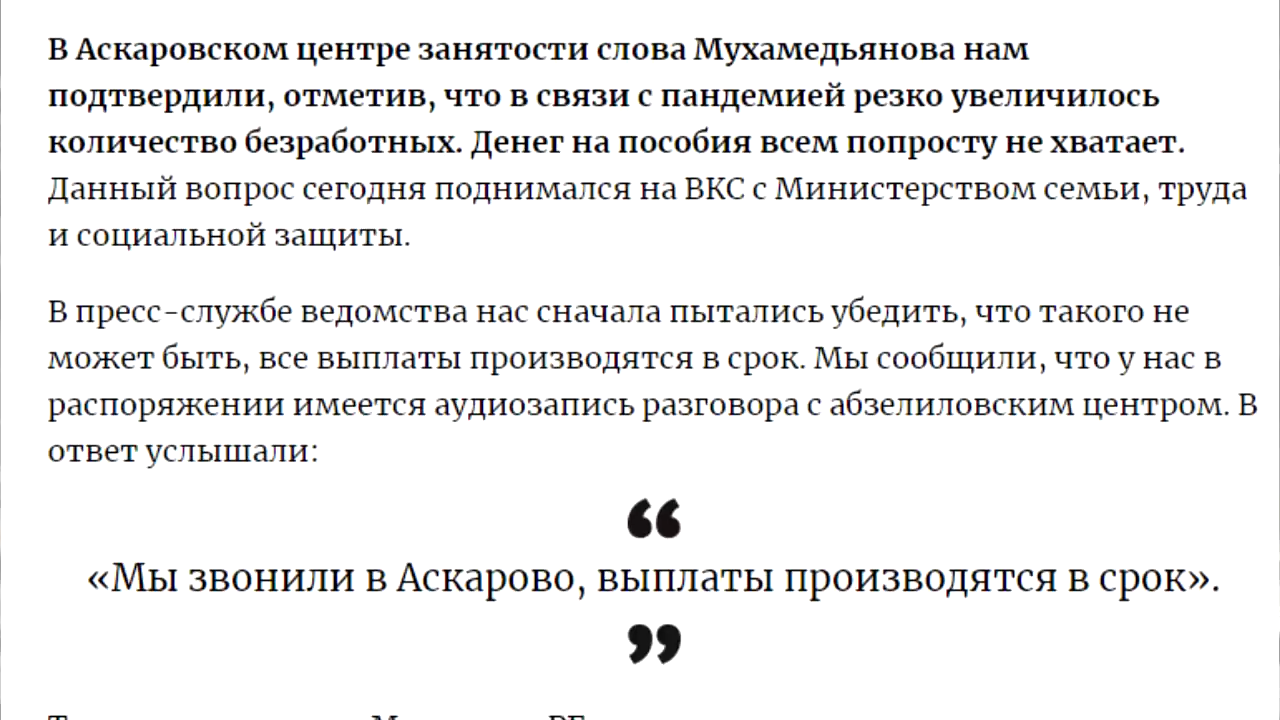 В Аскаровском центре занятости слова Мухамедьянова нам
подтвердили, отметив, что в связи с пандемией резко увеличилось
количество безработных. Денег на пособия всем попросту не хватает.
Данный вопрос сегодня поднимался на ВКС с Министерством семьи, труда
и социальной защиты.
В пресс-службе ведомства нас сначала пытались убедить, что такого не
может быть, все выплаты производятся в срок. Мы сообщили, что у нас в
распоряжении имеется аудиозапись разговора с абзелиловским центром. В
ответ услышали:
“
«Мы звонили в Аскарово, выплаты производятся в срок».
”